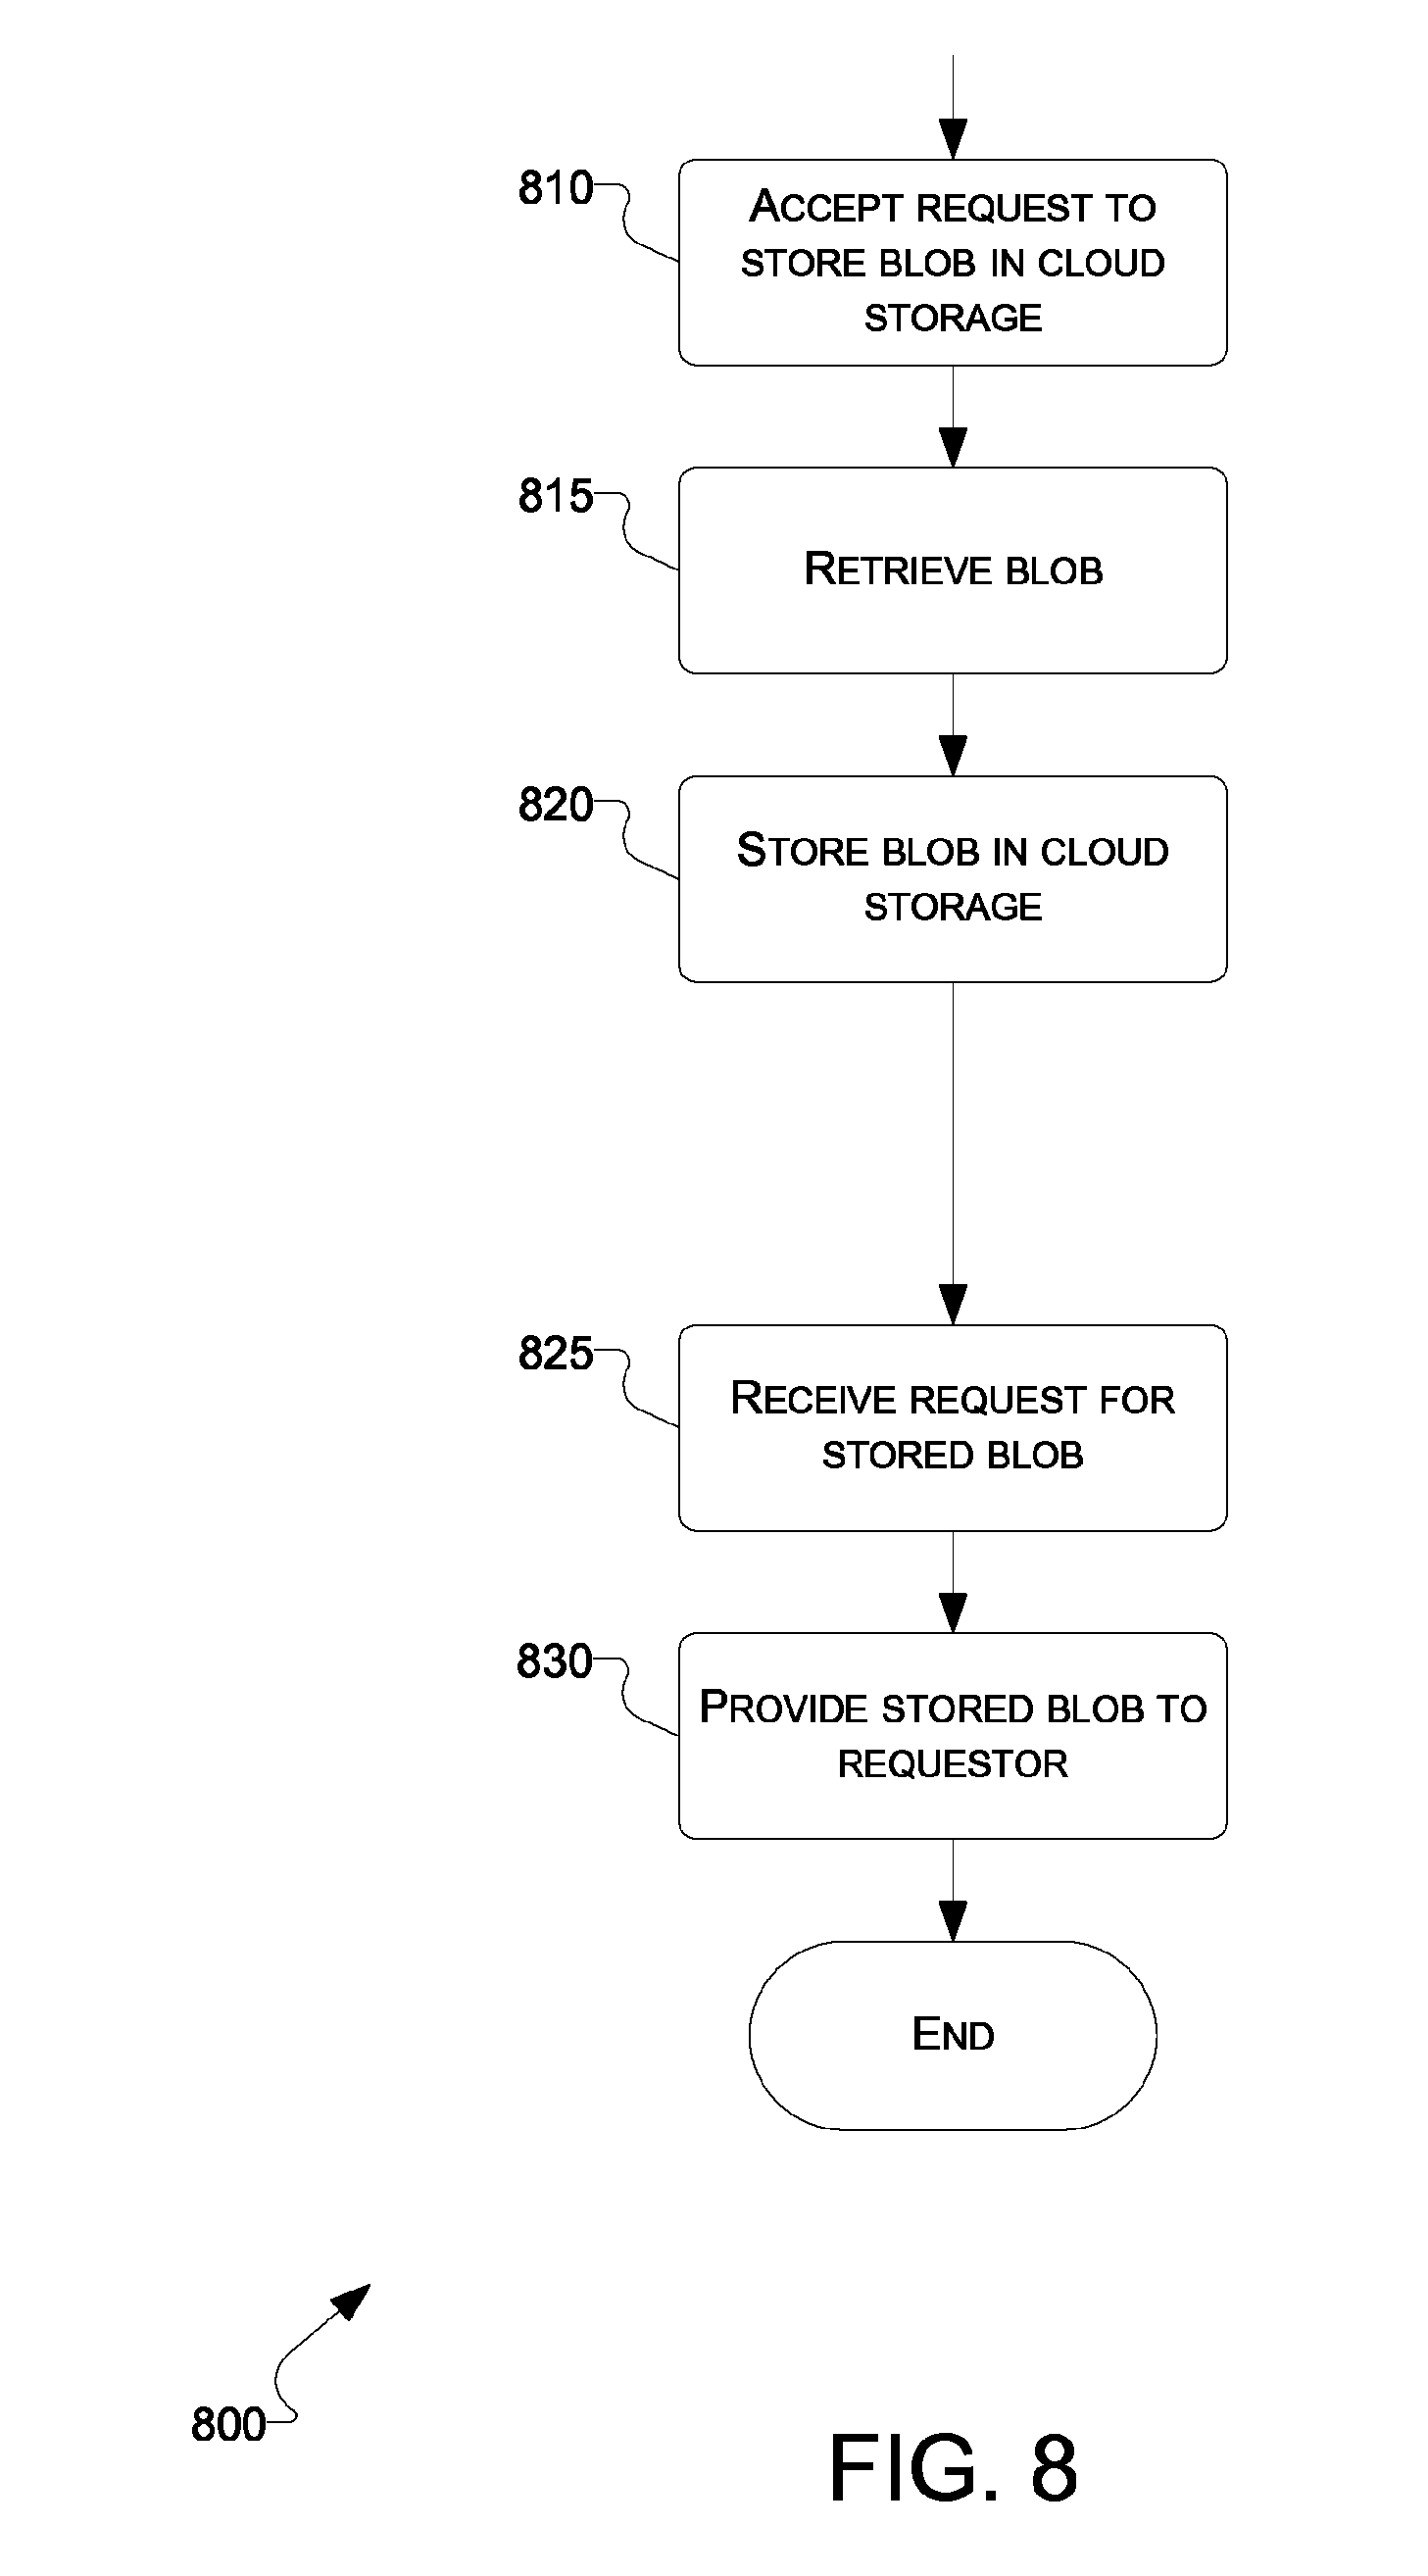 810
ACCEPT REQUEST TO
STORE BLOB IN CLOUD
STORAGE
815
RETRIEVE BLOB
820
STORE BLOB IN CLOUD
STORAGE
825
RECEIVE REQUEST FOR
STORED BLOB
830
PROVIDE STORED BLOB TO
REQUESTOR
END
800
FIG. 8